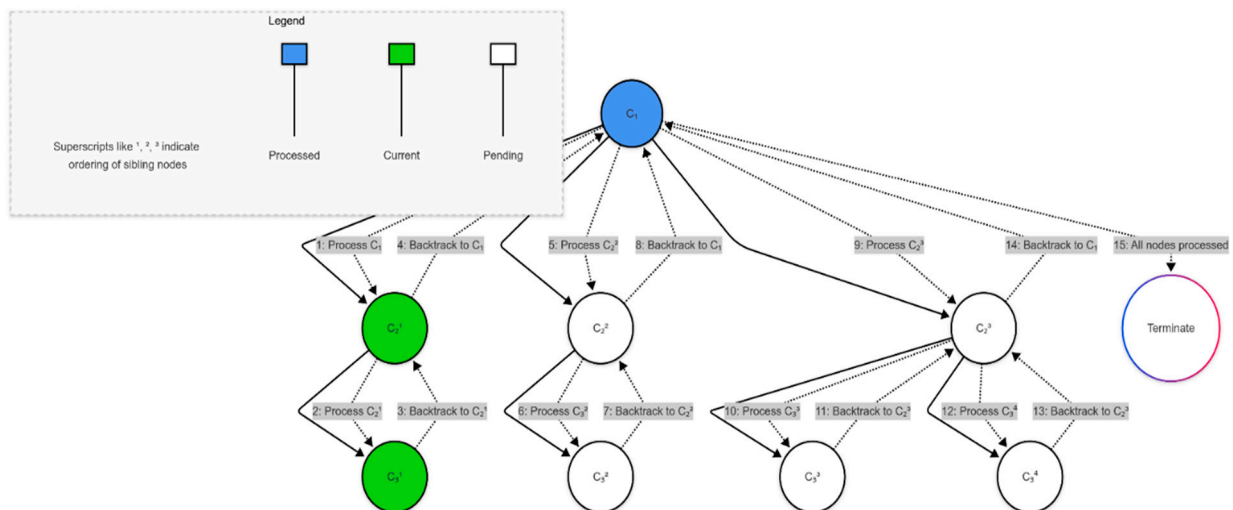 Legend
Superscripts like ¹, ², ³ indicate
ordering of sibling nodes
Processed
Current
Pending
C₁
1: Process C₁
4: Backtrack to C₁
5: Process C₂³
8: Backtrack to C₁
9: Process C₂³
14: Backtrack to C₁
15: All nodes processed
C₂¹
C₂²
C₂³
Terminate
2: Process C₂¹
3: Backtrack to C₂¹
6: Process C₃²
7: Backtrack to C₂²
10: Process C₃³
11: Backtrack to C₂³
12: Process C₃⁴
13: Backtrack to C₂³
C₃¹
C₃²
C₃³
C₃⁴